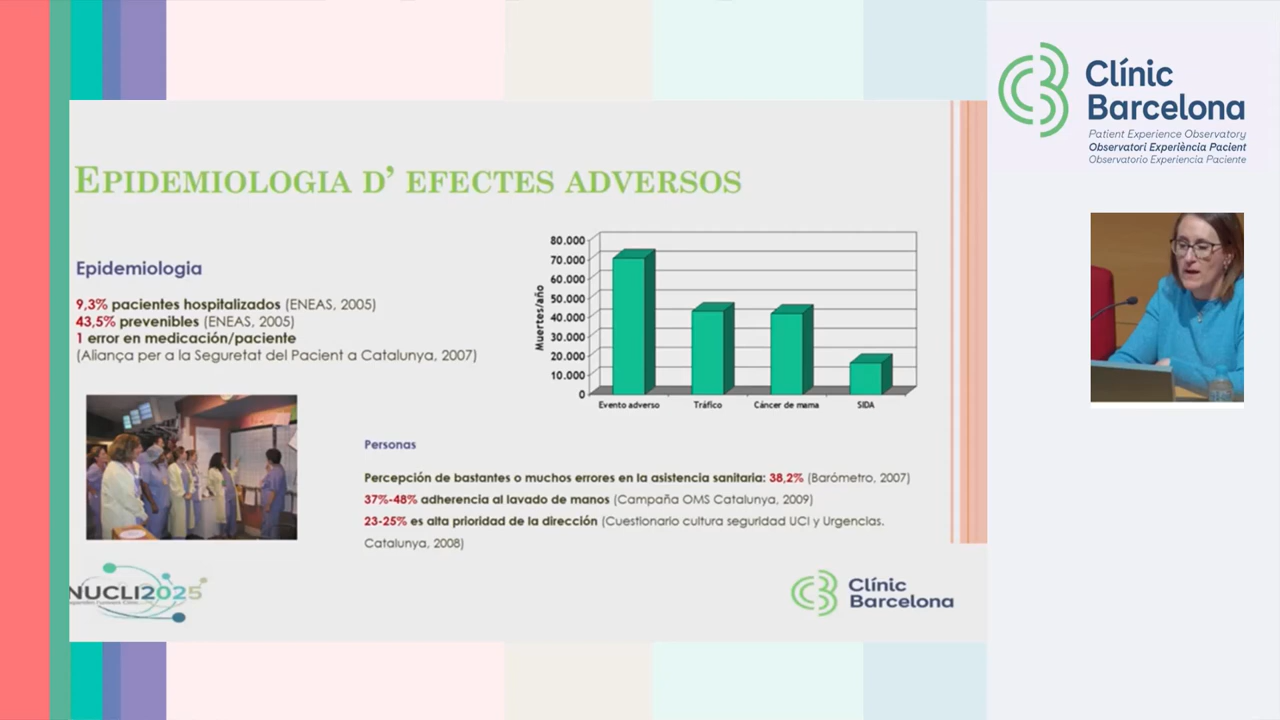 Clínic
Barcelona
Patient Experience Observatory
Observatori Experiència Pacient
Observatorio Experiencia Paciente
EPIDEMIOLOGIA D’ EFECTES ADVERSOS
Epidemiologia
9,3% pacientes hospitalizados (ENEAS, 2005)
43,5% prevenibles (ENEAS, 2005)
1 error en medicación/paciente
(Aliança per a la Seguretat del Pacient a Catalunya, 2007)
Muertes/año
80.000
70.000
60.000
50.000
40.000
30.000
20.000
10.000
0
Evento adverso
Tráfico
Cáncer de mama
SIDA
Personas
Percepción de bastantes o muchos errores en la asistencia sanitaria: 38,2% (Barómetro, 2007)
37%-48% adherencia al lavado de manos (Campaña OMS Catalunya, 2009)
23-25% es alta prioridad de la dirección (Cuestionario cultura seguridad UCI y Urgencias.
Catalunya, 2008)
NUCLI2025
Clínic
Barcelona